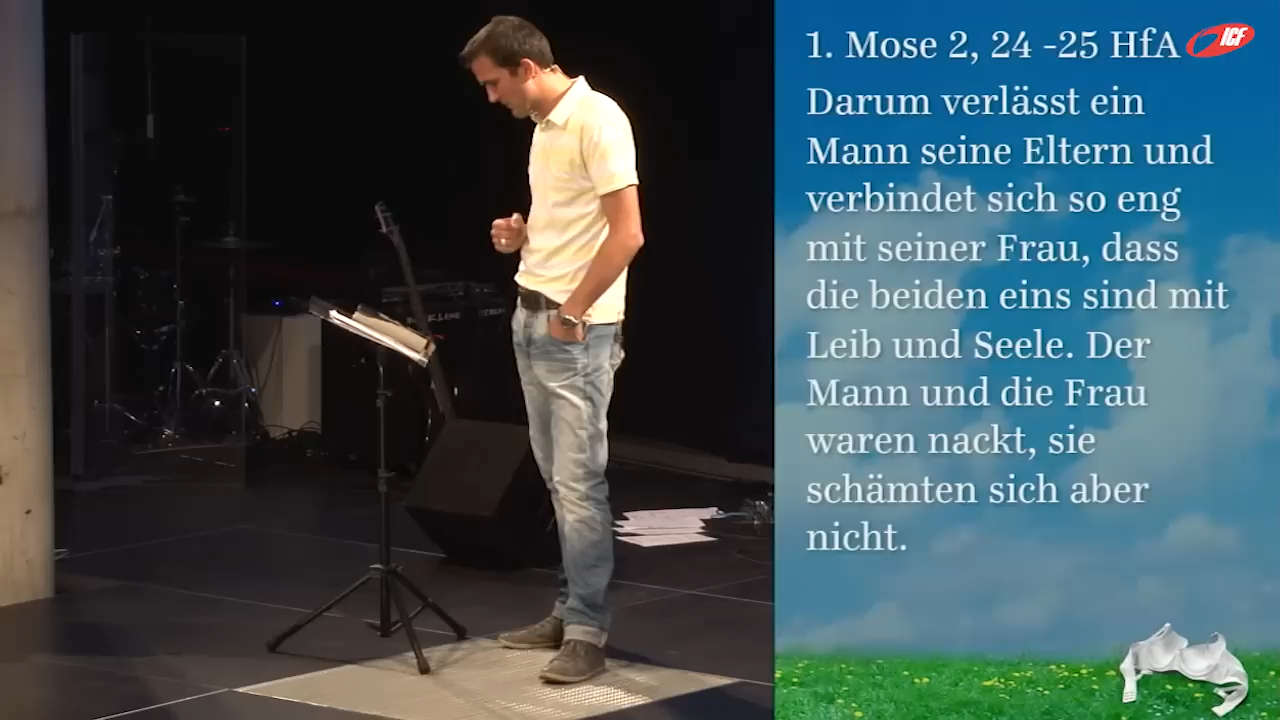 1. Mose 2, 24 -25 HfA
ICF
Darum verlässt ein
Mann seine Eltern und
verbindet sich so eng
mit seiner Frau, dass
die beiden eins sind mit
Leib und Seele. Der
Mann und die Frau
waren nackt, sie
schämten sich aber
nicht.